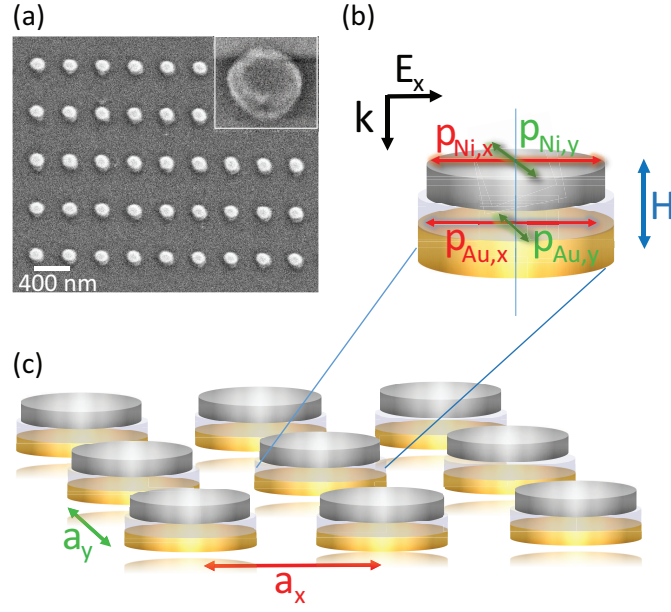 (a)
400 nm
(b)
E_x
k
p_Ni,x p_Ni,y
H
p_Au,x p_Au,y
(c)
a_y
a_x